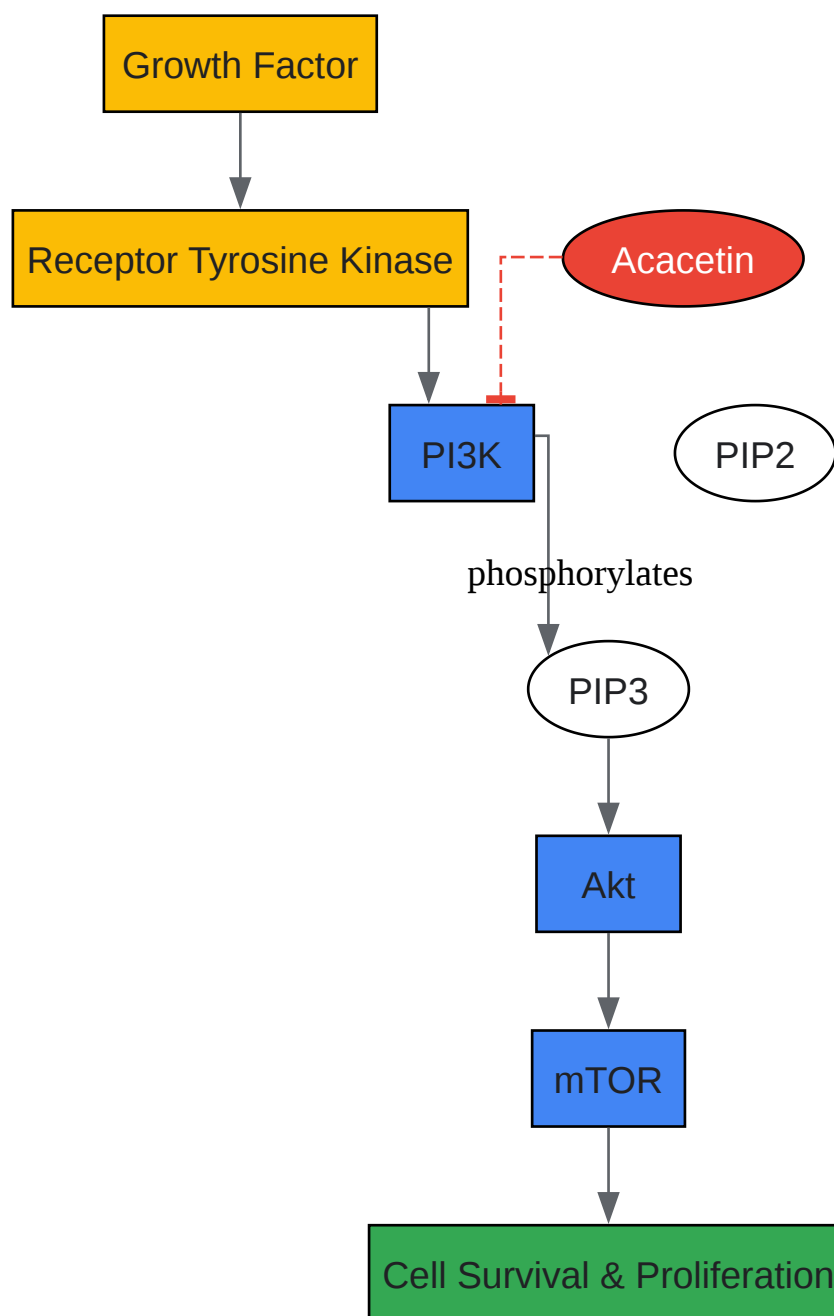 Growth Factor
Receptor Tyrosine Kinase
Acacetin
PI3K
PIP2
phosphorylates
PIP3
Akt
mTOR
Cell Survival & Proliferation